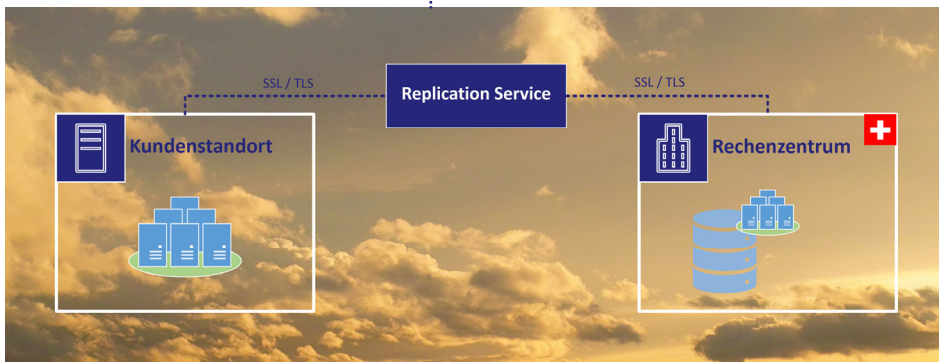 SSL / TLS
Replication Service
SSL / TLS
Kundenstandort
Rechenzentrum